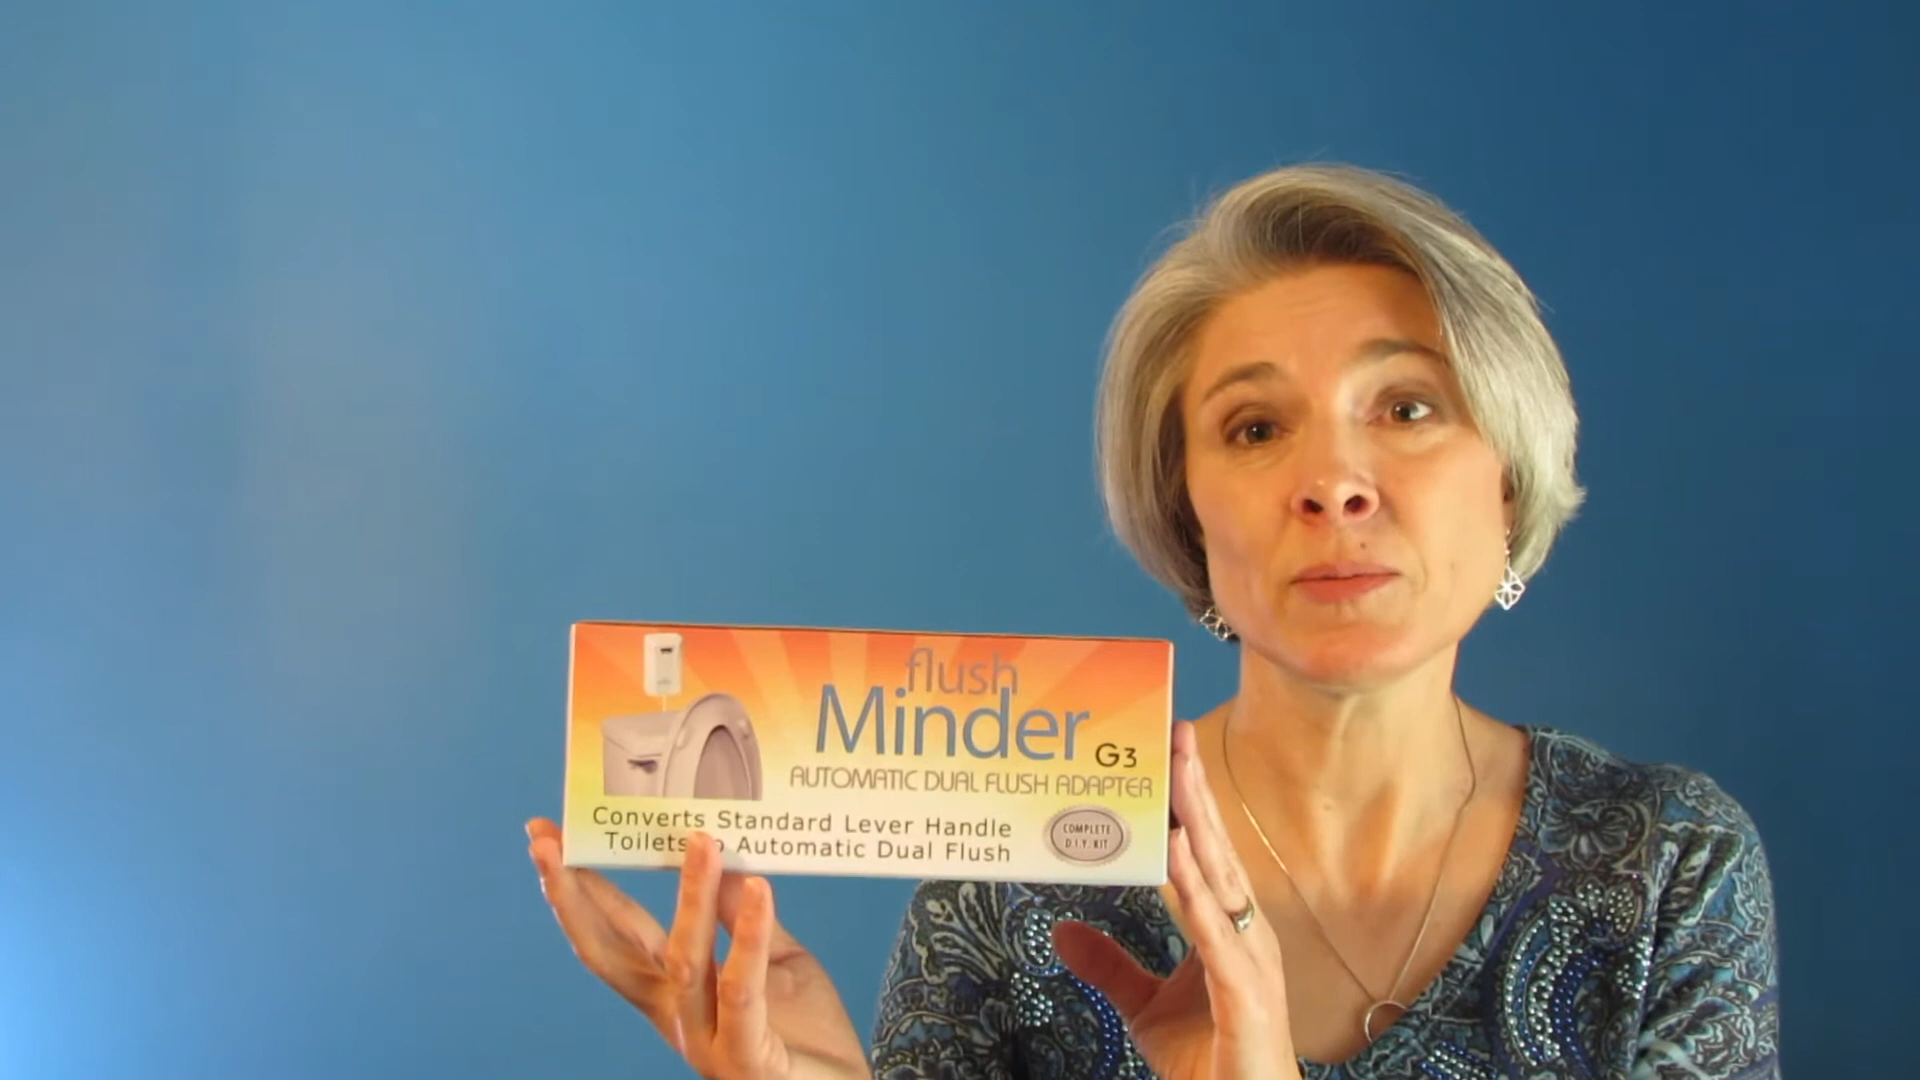 flush
Minder G3
AUTOMATIC DUAL FLUSH ADAPTER
Converts Standard Lever Handle
Toilets Automatic Dual Flush
COMPLETE
D.I.Y. KIT